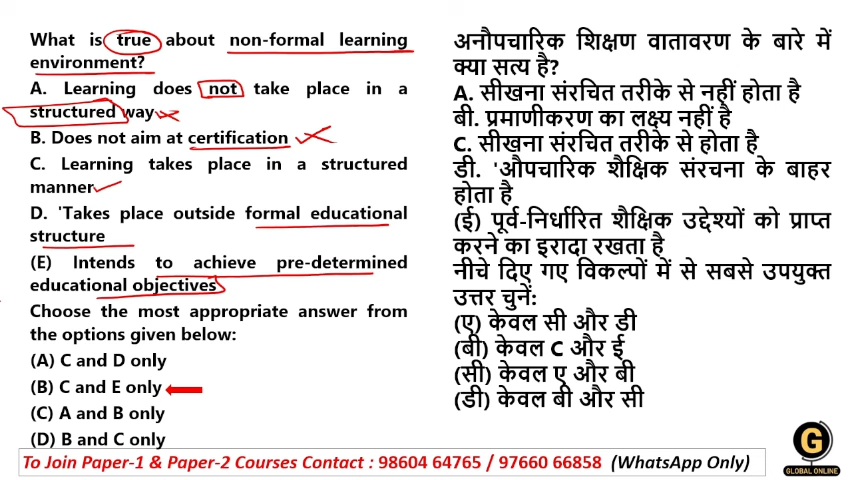 What is true about non-formal learning
environment?
A. Learning does not take place in a
structured way
B. Does not aim at certification
C. Learning takes place in a structured
manner
D. 'Takes place outside formal educational
structure
(E) Intends to achieve pre-determined
educational objectives
Choose the most appropriate answer from
the options given below:
(A) C and D only
(B) C and E only
(C) A and B only
(D) B and C only
अनौपचारिक शिक्षण वातावरण के बारे में
क्या सत्य है?
A. सीखना संरचित तरीके से नहीं होता है
बी. प्रमाणीकरण का लक्ष्य नहीं है
C. सीखना संरचित तरीके से होता है
डी. 'औपचारिक शैक्षिक संरचना के बाहर
होता है
(ई) पूर्व-निर्धारित शैक्षिक उद्देश्यों को प्राप्त
करने का इरादा रखता है
नीचे दिए गए विकल्पों में से सबसे उपयुक्त
उत्तर चुनें:
(ए) केवल सी और डी
(बी) केवल C और ई
(सी) केवल ए और बी
(डी) केवल बी और सी
G
GLOBAL ONLINE
To Join Paper-1 & Paper-2 Courses Contact : 98604 64765 / 97660 66858 (WhatsApp Only)